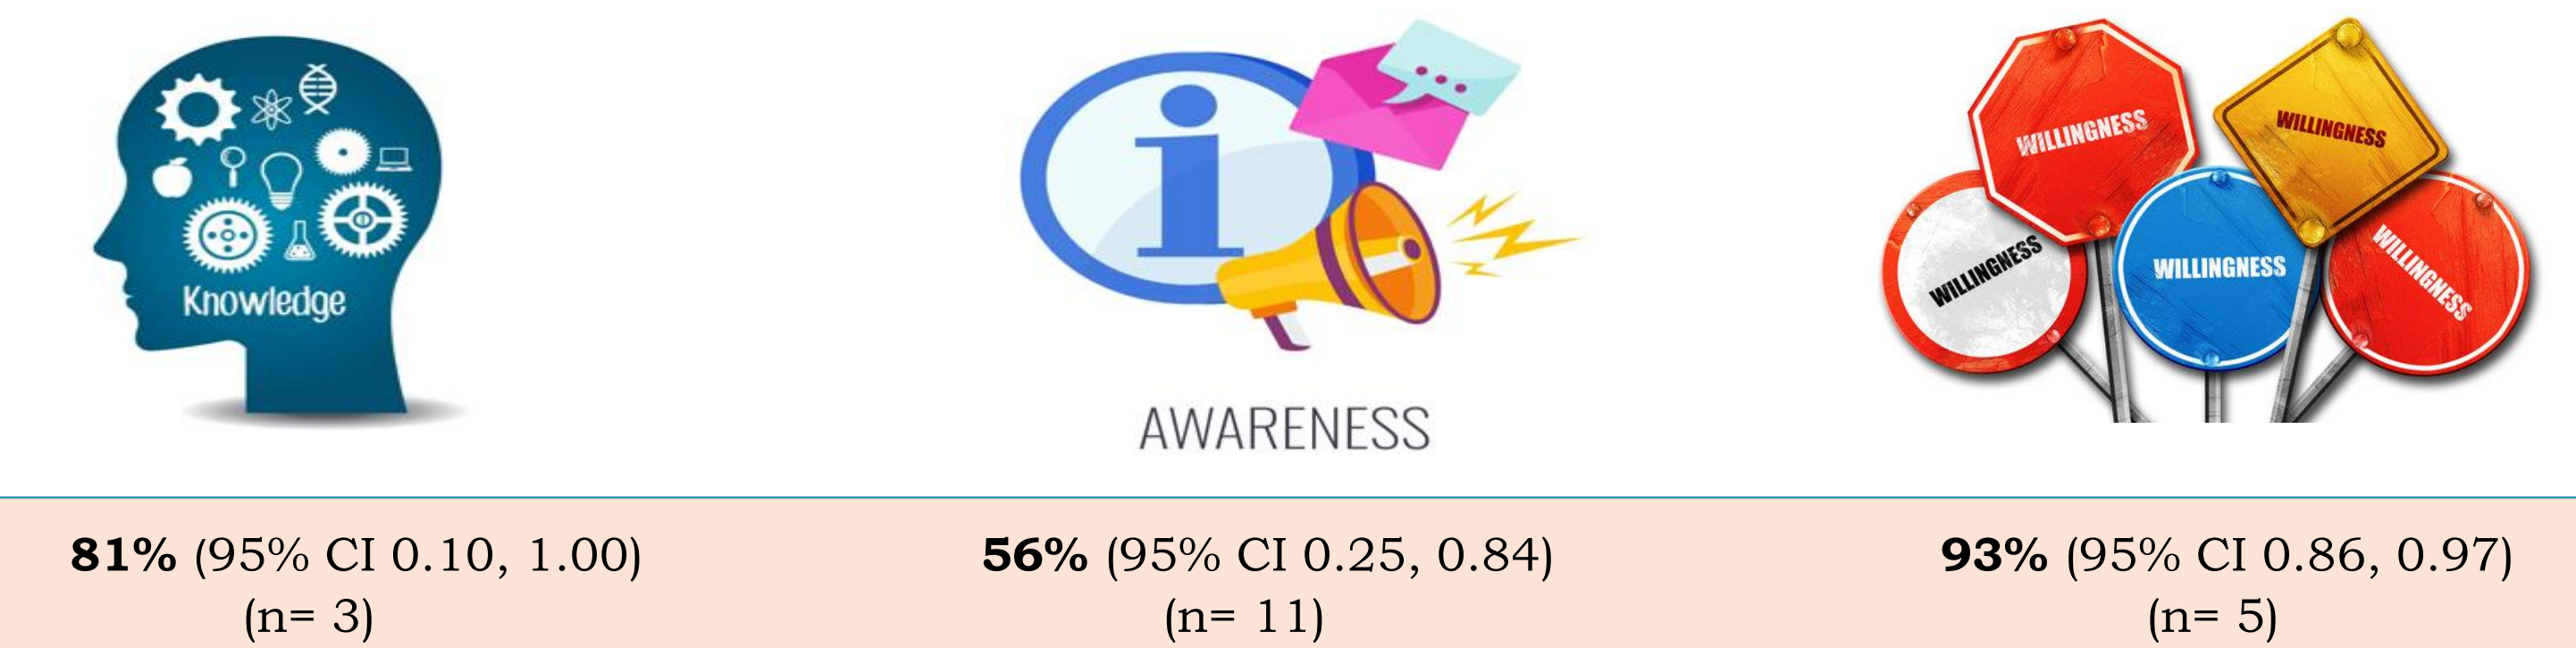 Knowledge
i
AWARENESS
WILLINGNESS
WILLINGNESS
WILLINGNESS
WILLINGNESS
WILLINGNESS
81% (95% CI 0.10, 1.00)
(n= 3)
56% (95% CI 0.25, 0.84)
(n= 11)
93% (95% CI 0.86, 0.97)
(n= 5)